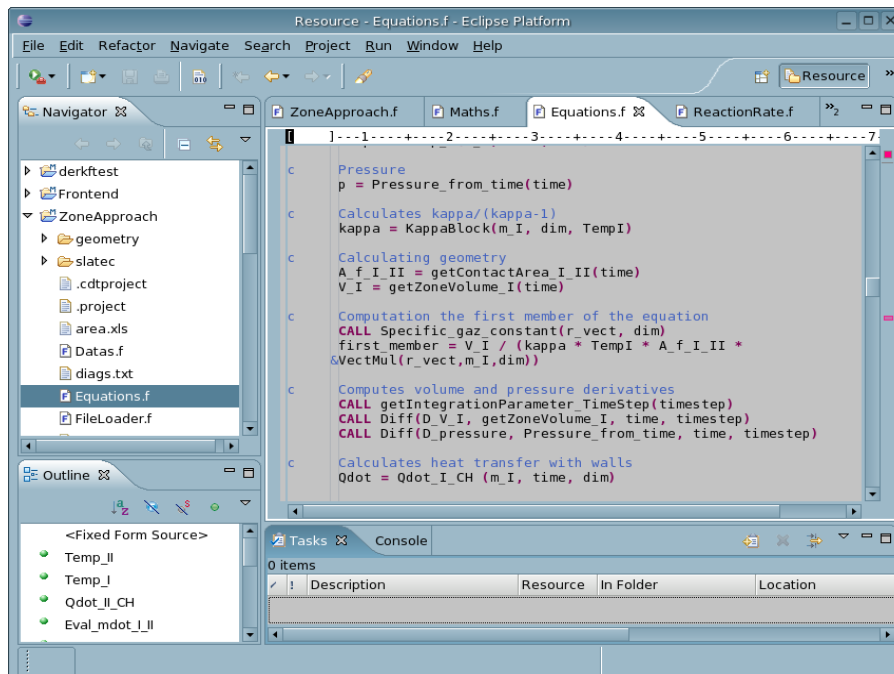 Resource - Equations.f - Eclipse Platform
File Edit Refactor Navigate Search Project Run Window Help
010
Resource
»
Navigator
derkftest
Frontend
ZoneApproach
geometry
slatec
.cdtproject
.project
area.xls
Datas.f
diags.txt
Equations.f
FileLoader.f
Outline
<Fixed Form Source>
Temp_II
Temp_I
Qdot_II_CH
Eval_mdot_I_II
ZoneApproach.f Maths.f Equations.f ReactionRate.f »2
[ ]---1----+----2----+----3----+----4----+----5----+----6----+----7-
c Pressure
p = Pressure_from_time(time)
c Calculates kappa/(kappa-1)
kappa = KappaBlock(m_I, dim, TempI)
c Calculating geometry
A_f_I_II = getContactArea_I_II(time)
V_I = getZoneVolume_I(time)
c Computation the first member of the equation
CALL Specific_gaz_constant(r_vect, dim)
first_member = V_I / (kappa * TempI * A_f_I_II *
&VectMul(r_vect,m_I,dim))
c Computes volume and pressure derivatives
CALL getIntegrationParameter_TimeStep(timestep)
CALL Diff(D_V_I, getZoneVolume_I, time, timestep)
CALL Diff(D_pressure, Pressure_from_time, time, timestep)
c Calculates heat transfer with walls
Qdot = Qdot_I_CH (m_I, time, dim)
Tasks Console
0 items
! Description Resource In Folder Location